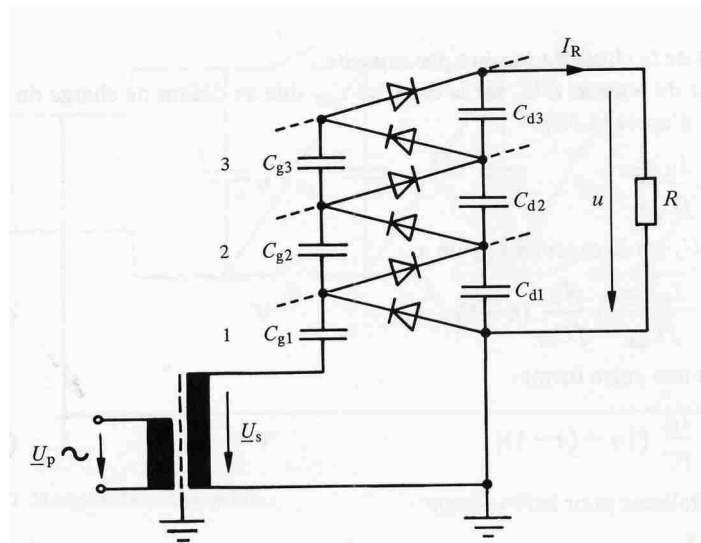 I_R
C_d3
3 C_g3
C_d2
u R
2 C_g2
C_d1
1 C_g1
U_p ~ U_s